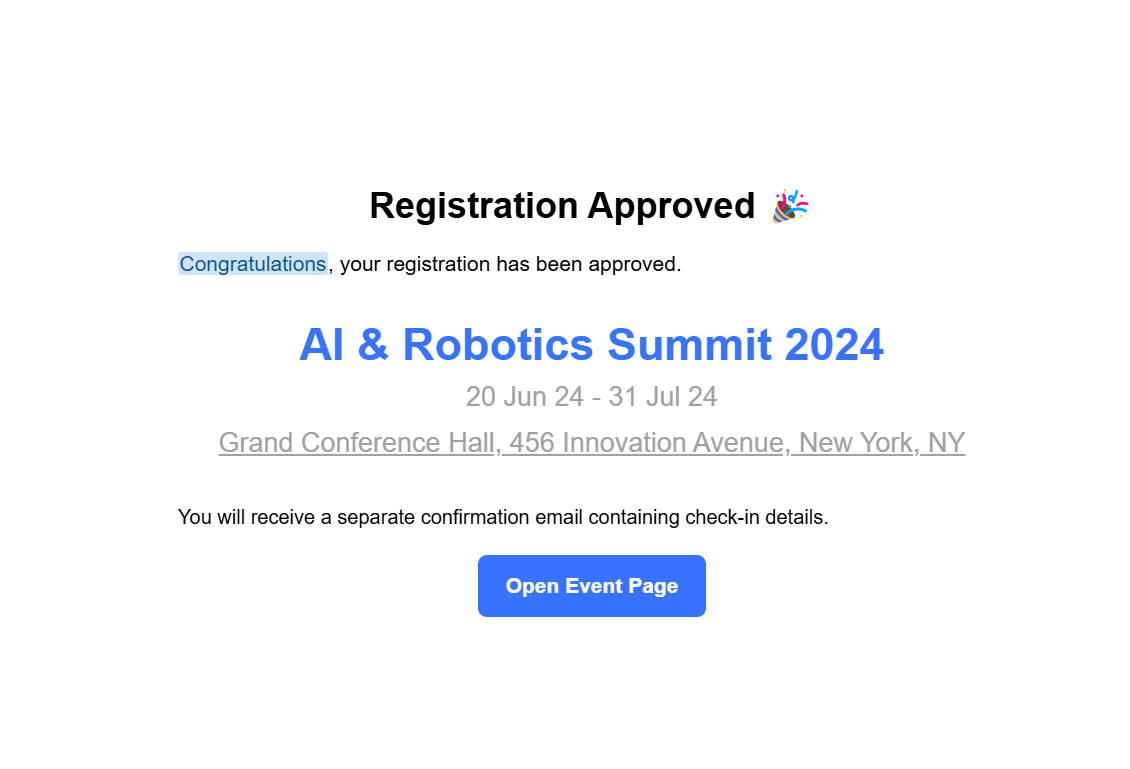 Registration Approved 🎉
Congratulations, your registration has been approved.
AI & Robotics Summit 2024
20 Jun 24 - 31 Jul 24
Grand Conference Hall, 456 Innovation Avenue, New York, NY
You will receive a separate confirmation email containing check-in details.
Open Event Page